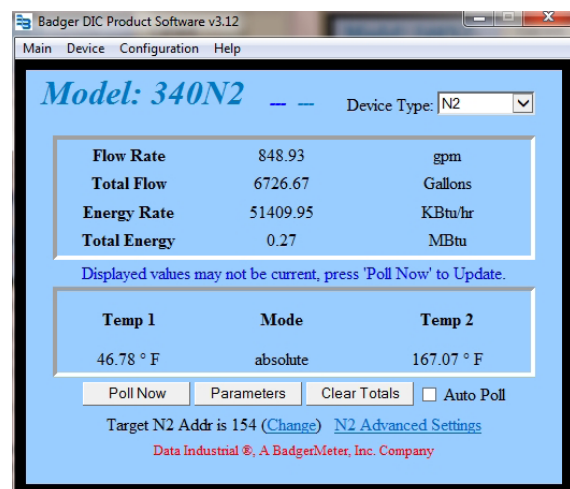 Badger DIC Product Software v3.12
Main Device Configuration Help
Model: 340N2 -- -- Device Type: N2
Flow Rate 848.93 gpm
Total Flow 6726.67 Gallons
Energy Rate 51409.95 KBtu/hr
Total Energy 0.27 MBtu
Displayed values may not be current, press 'Poll Now' to Update.
Temp 1 Mode Temp 2
46.78 ° F absolute 167.07 ° F
Poll Now Parameters Clear Totals Auto Poll
Target N2 Addr is 154 (Change) N2 Advanced Settings
Data Industrial ®, A BadgerMeter, Inc. Company